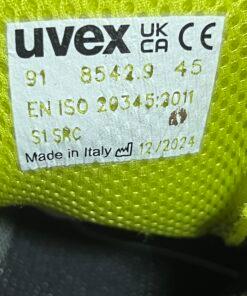 uvex UK CA CE
91 8542.9 45
EN ISO 20345:2011
S1 SRC
Made in Italy 12/2024